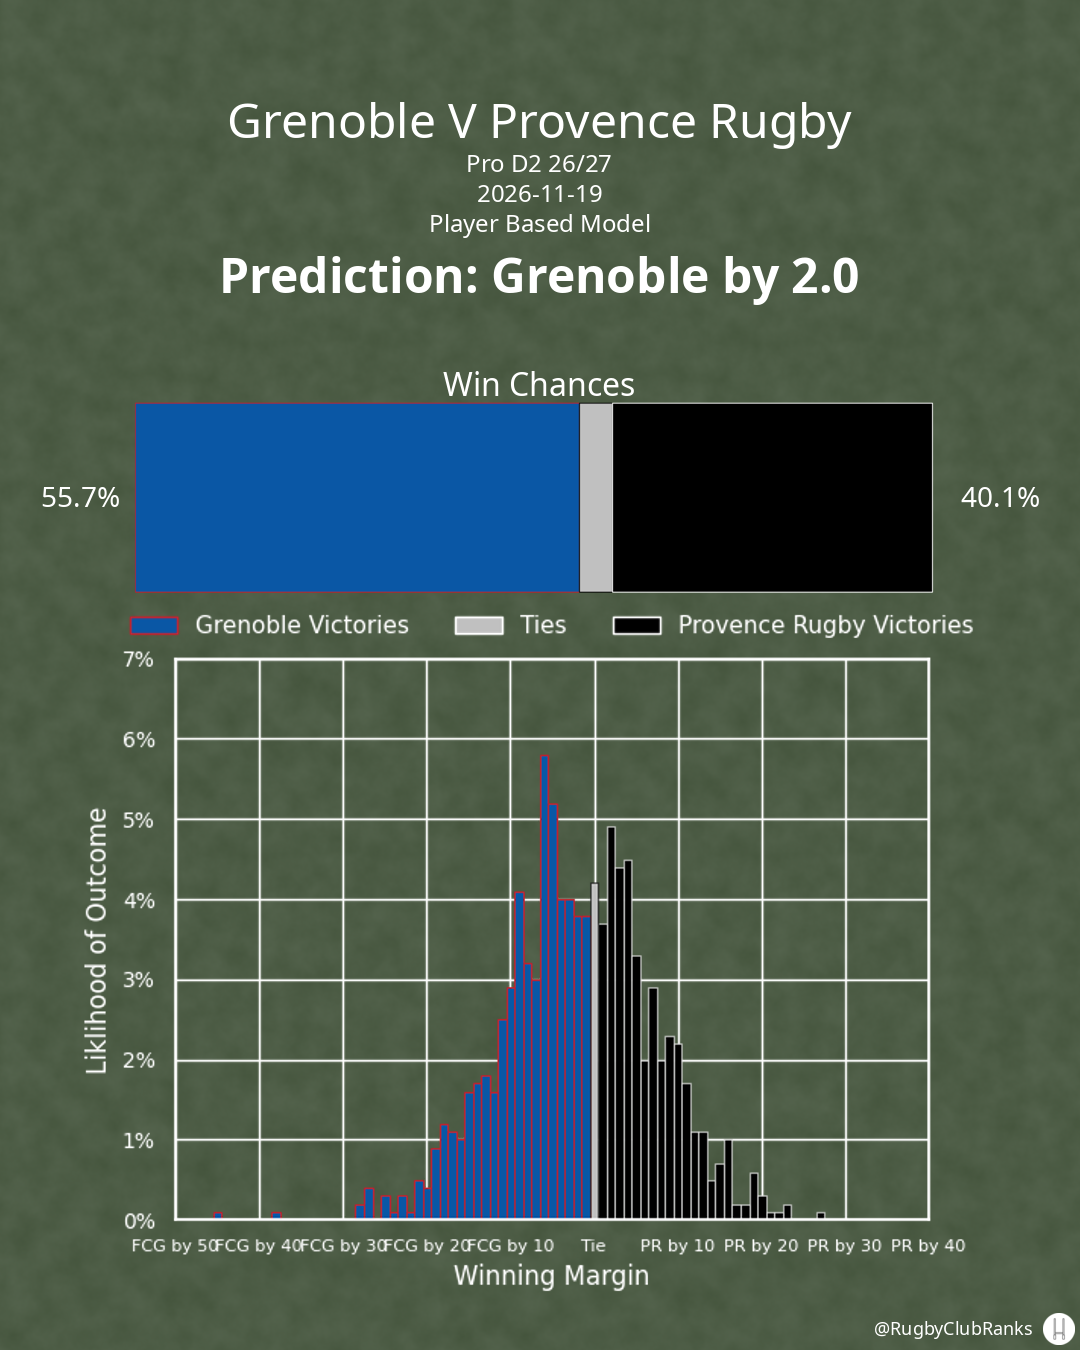 Grenoble V Provence Rugby
Pro D2 26/27
2026-11-19
Player Based Model
Prediction: Grenoble by 2.0
Win Chances
55.7%
40.1%
Grenoble Victories
Ties
Provence Rugby Victories
7%
6%
5%
4%
3%
2%
1%
0%
Liklihood of Outcome
FCG by 50
FCG by 40
FCG by 30
FCG by 20
FCG by 10
Tie
PR by 10
PR by 20
PR by 30
PR by 40
Winning Margin
@RugbyClubRanks